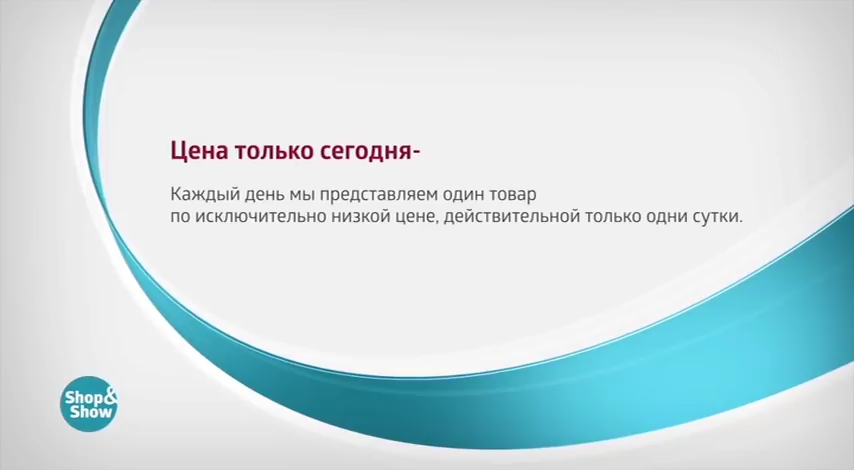 Цена только сегодня-
Каждый день мы представляем один товар
по исключительно низкой цене, действительной только одни сутки.
Shop&
Show